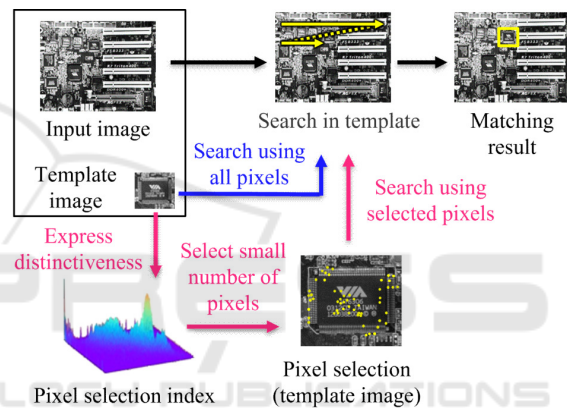 Input image
Search in template
Matching
result
Template
image
Search using
all pixels
Search using
selected pixels
Express
distinctiveness
Select small
number of
pixels
VIA
Pixel selection index
Pixel selection
(template image)